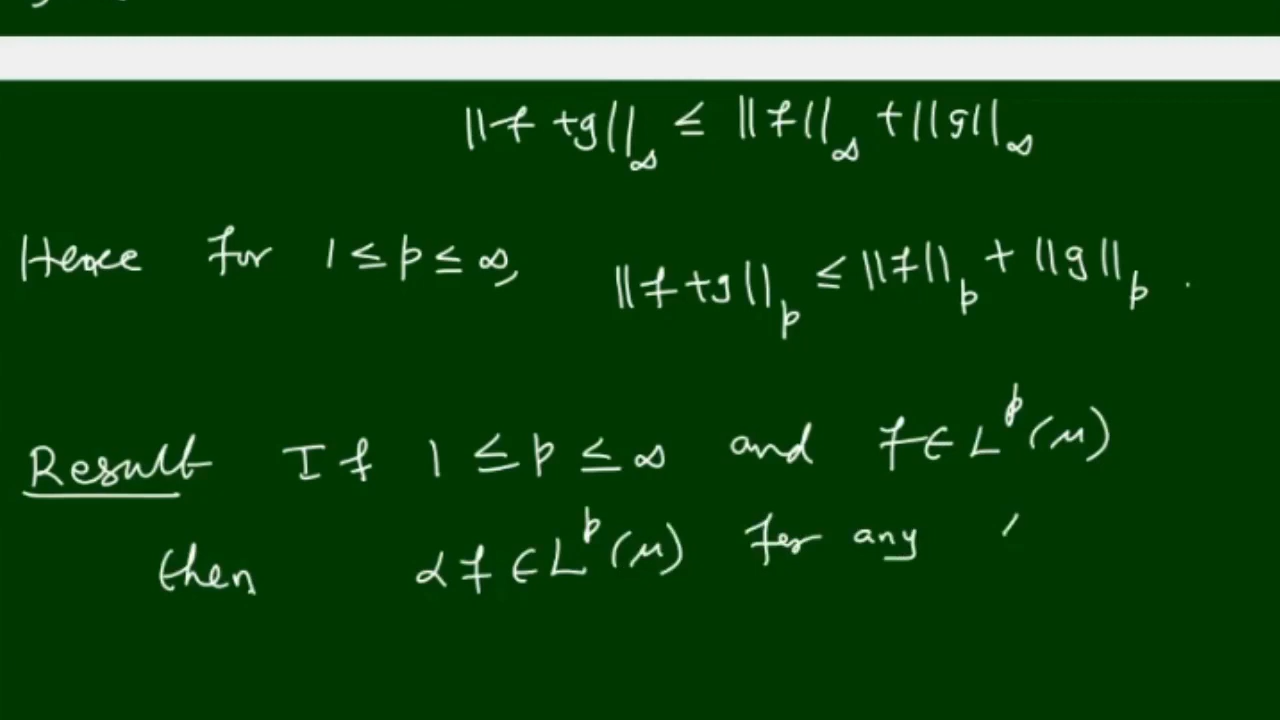 ‖f+g‖_∞ ≤ ‖f‖_∞ + ‖g‖_∞
Hence for 1 ≤ p ≤ ∞, ‖f+g‖_p ≤ ‖f‖_p + ‖g‖_p .
Result If 1 ≤ p ≤ ∞ and f ∈ L^p(μ)
then αf ∈ L^p(μ) for any